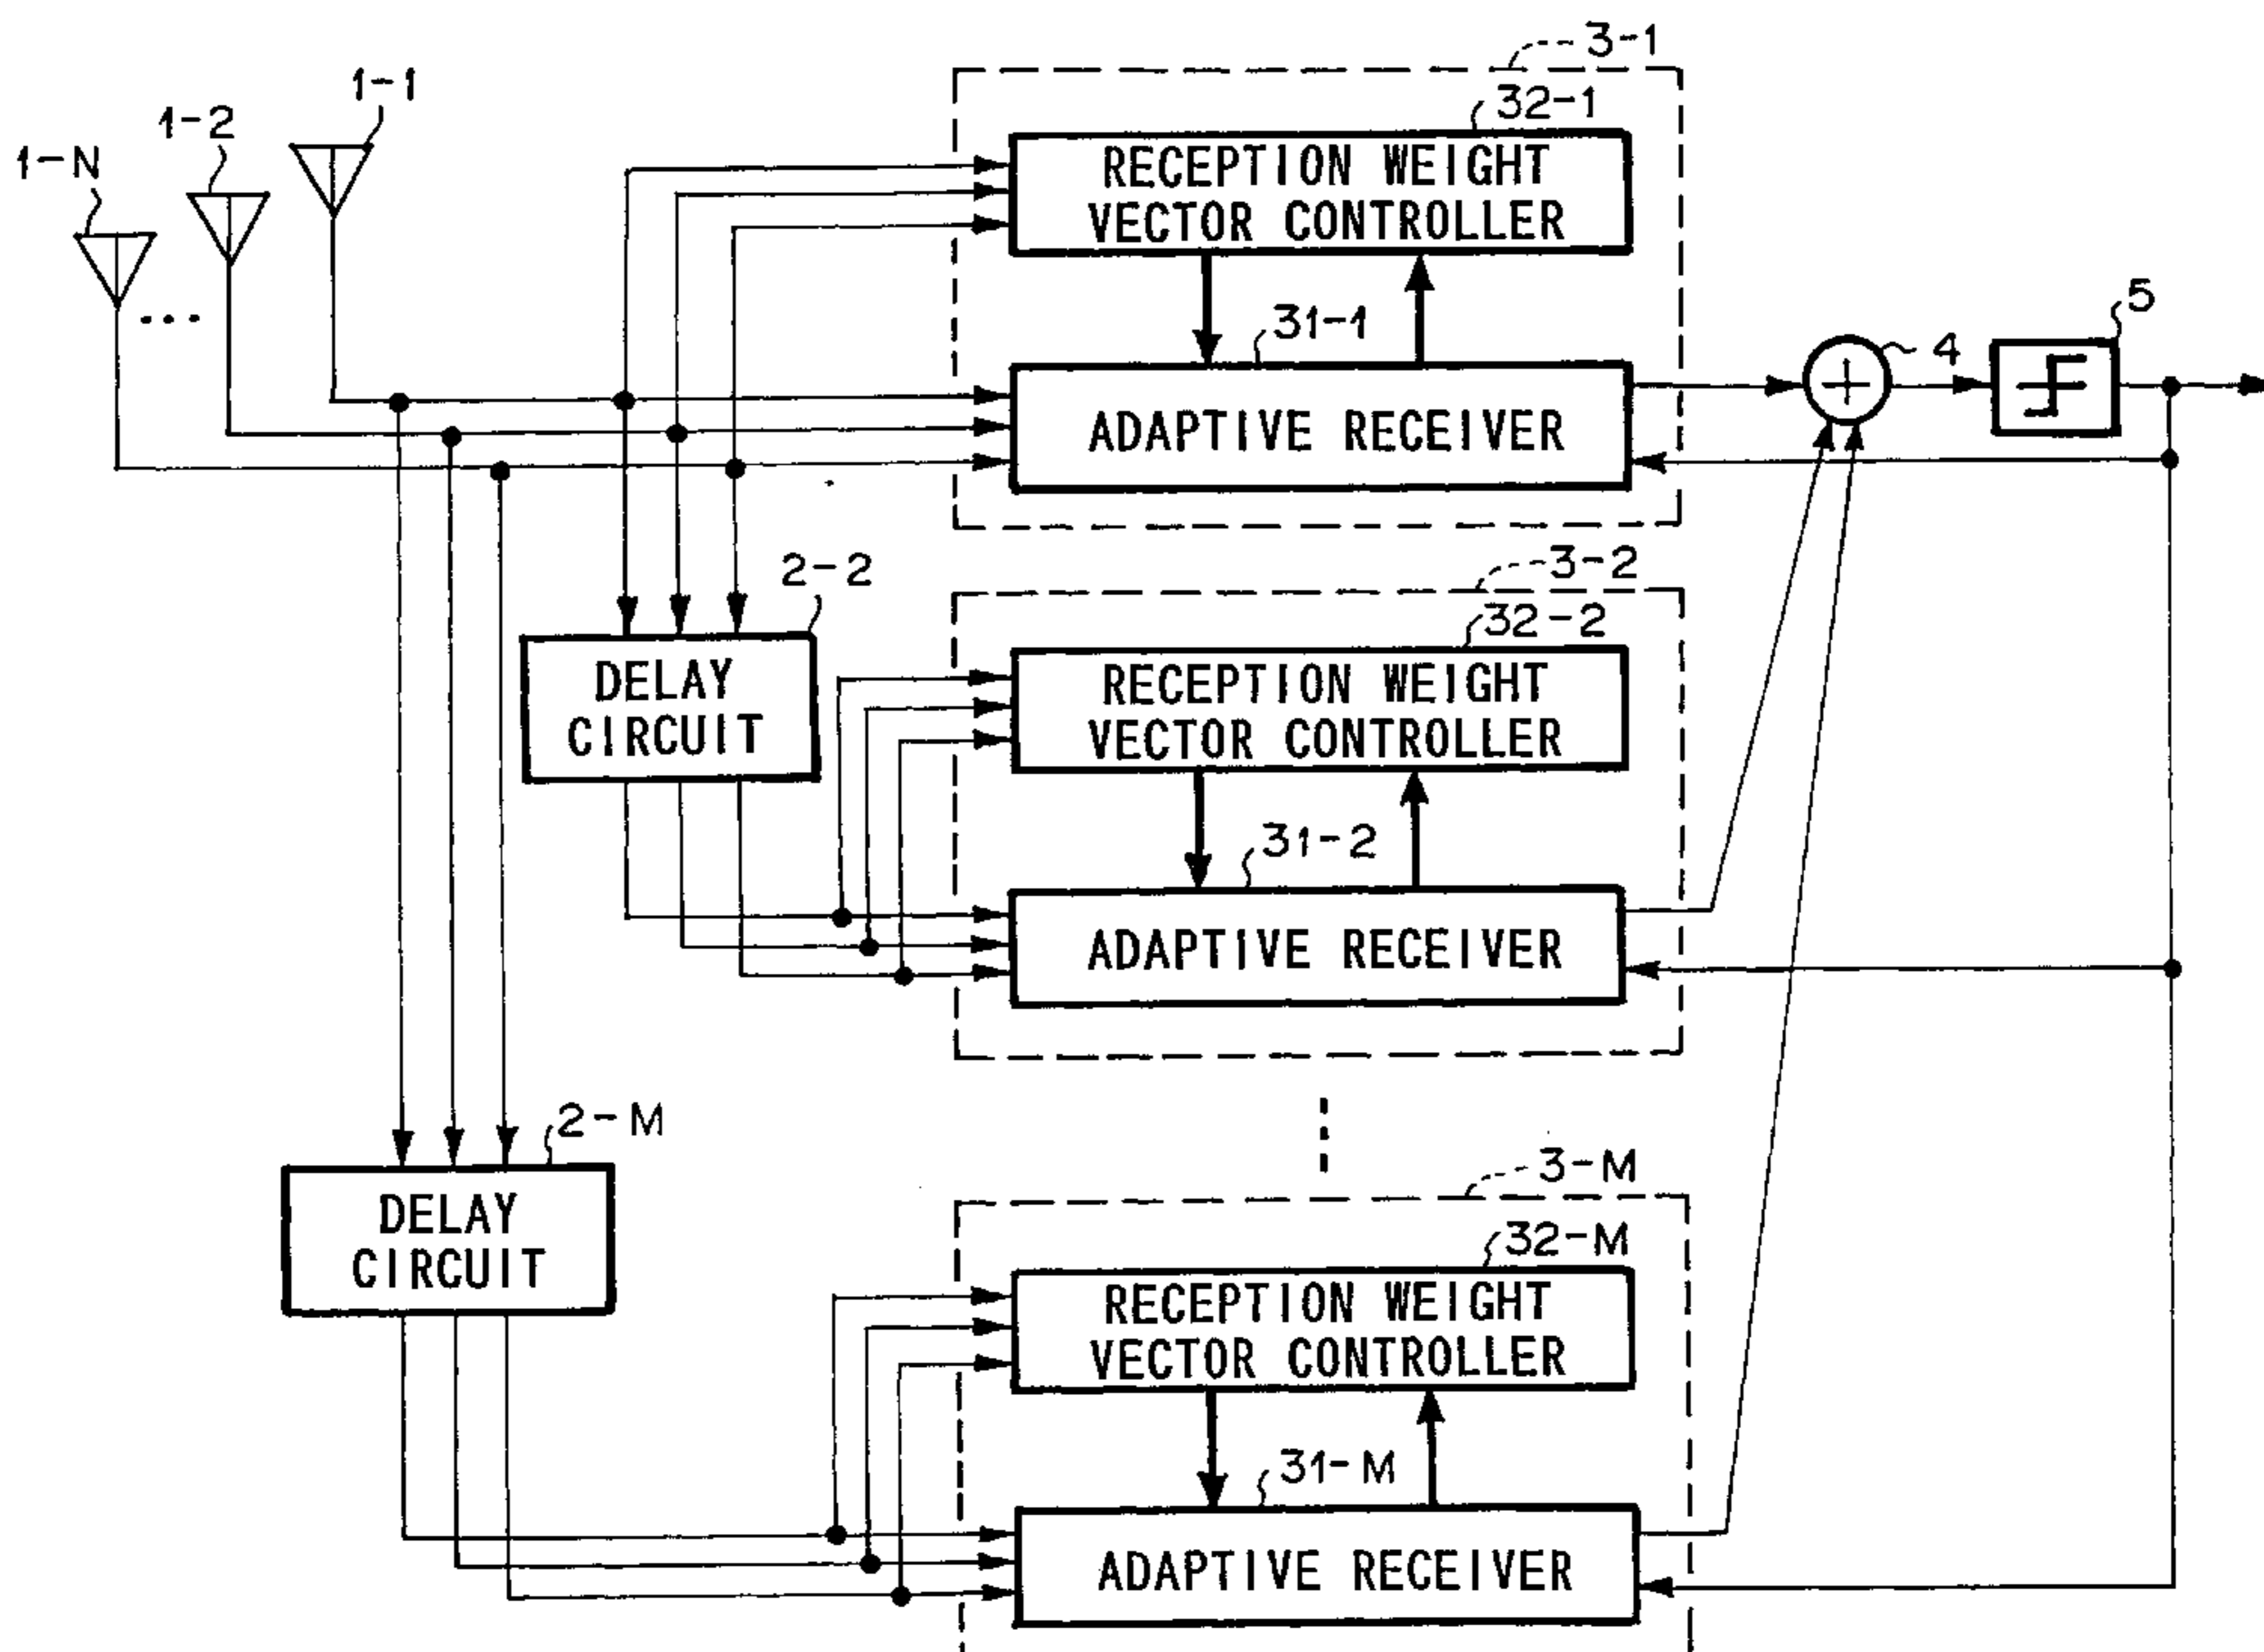 3-1
1-1
32-1
1-2
1-N
RECEPTION WEIGHT
VECTOR CONTROLLER
...
31-1
5
4
+
ADAPTIVE RECEIVER
3-2
2-2
32-2
DELAY
CIRCUIT
RECEPTION WEIGHT
VECTOR CONTROLLER
31-2
ADAPTIVE RECEIVER
2-M
3-M
DELAY
CIRCUIT
32-M
RECEPTION WEIGHT
VECTOR CONTROLLER
31-M
ADAPTIVE RECEIVER